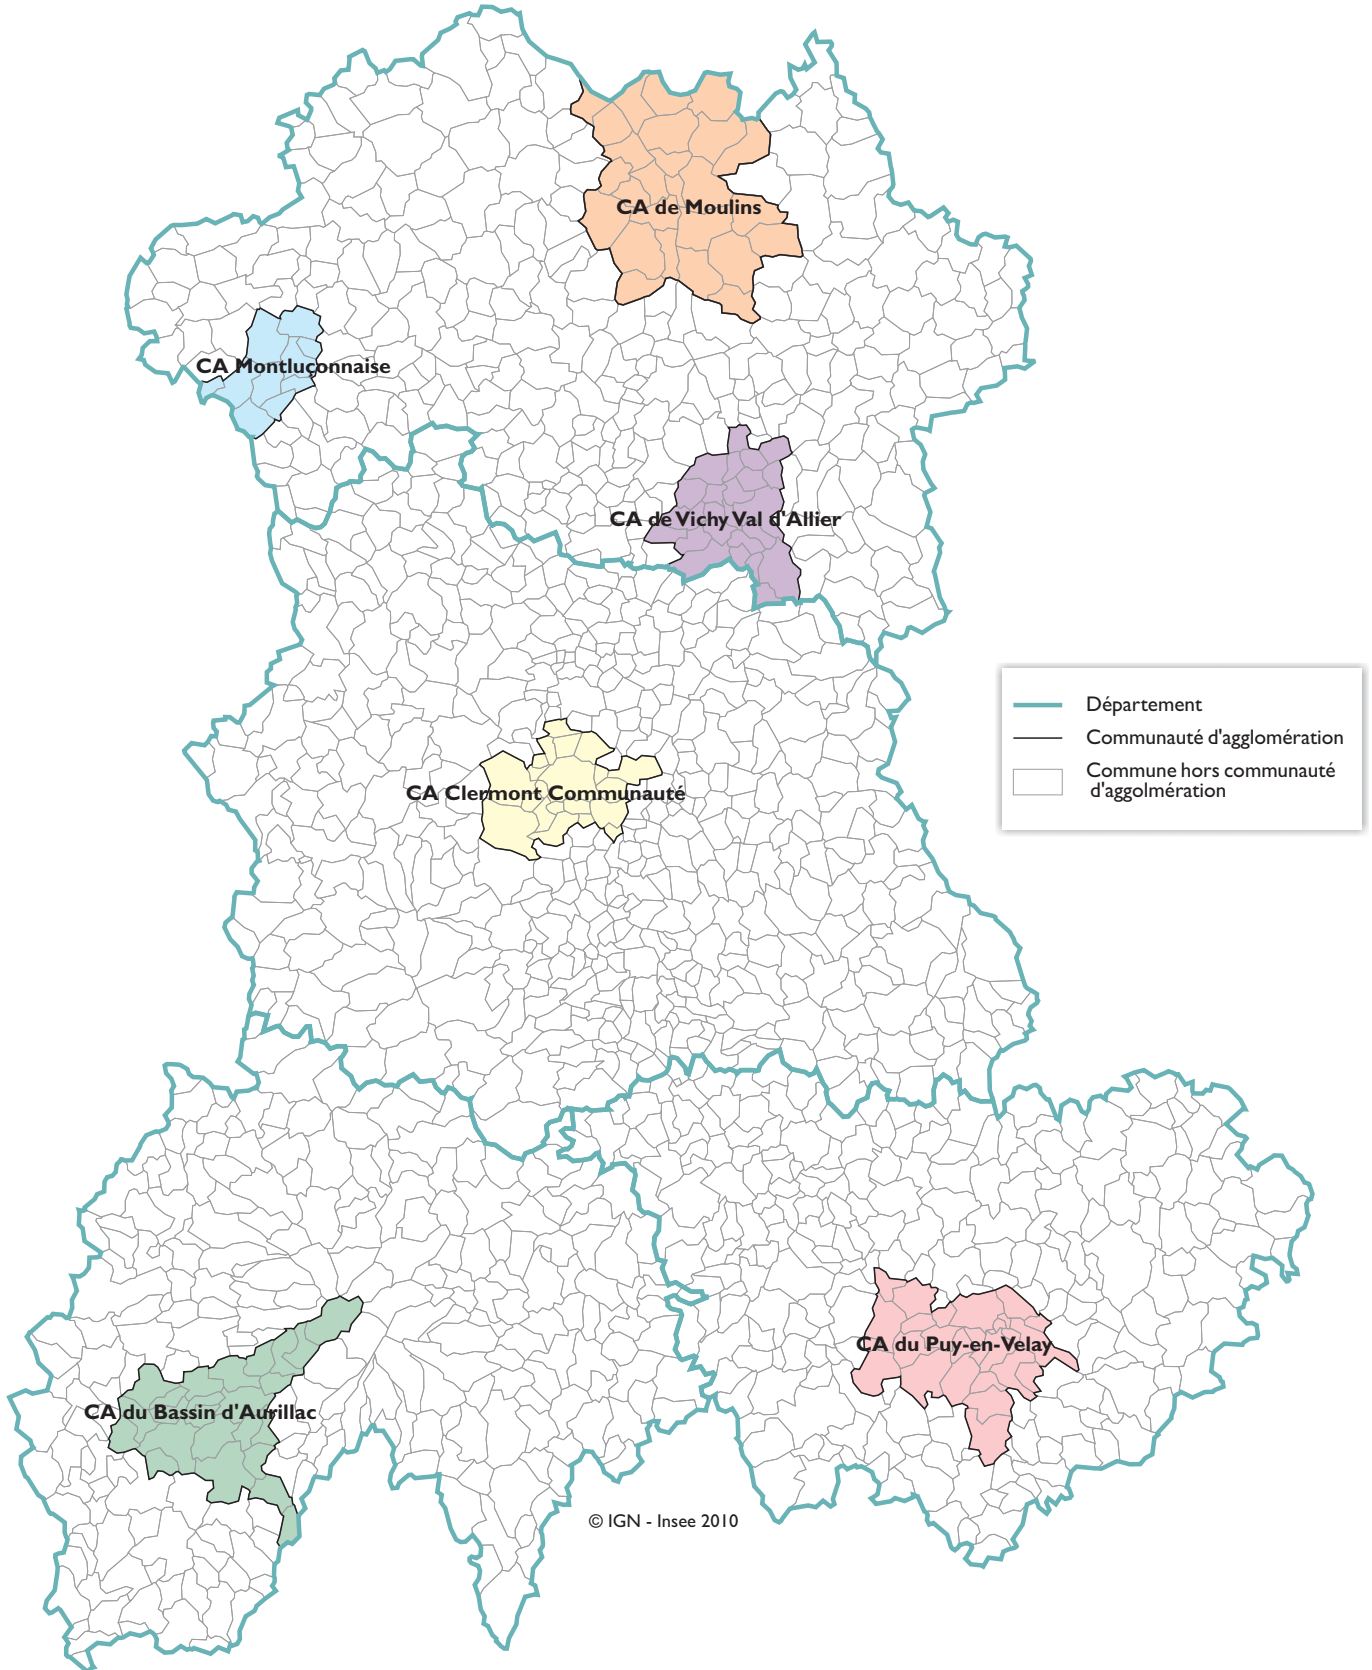 CA de Moulins
CA Montluçonnaise
CA de Vichy Val d'Allier
Département
Communauté d'agglomération
Commune hors communauté
d'aggolmération
CA Clermont Communauté
CA du Puy-en-Velay
CA du Bassin d'Aurillac
© IGN - Insee 2010